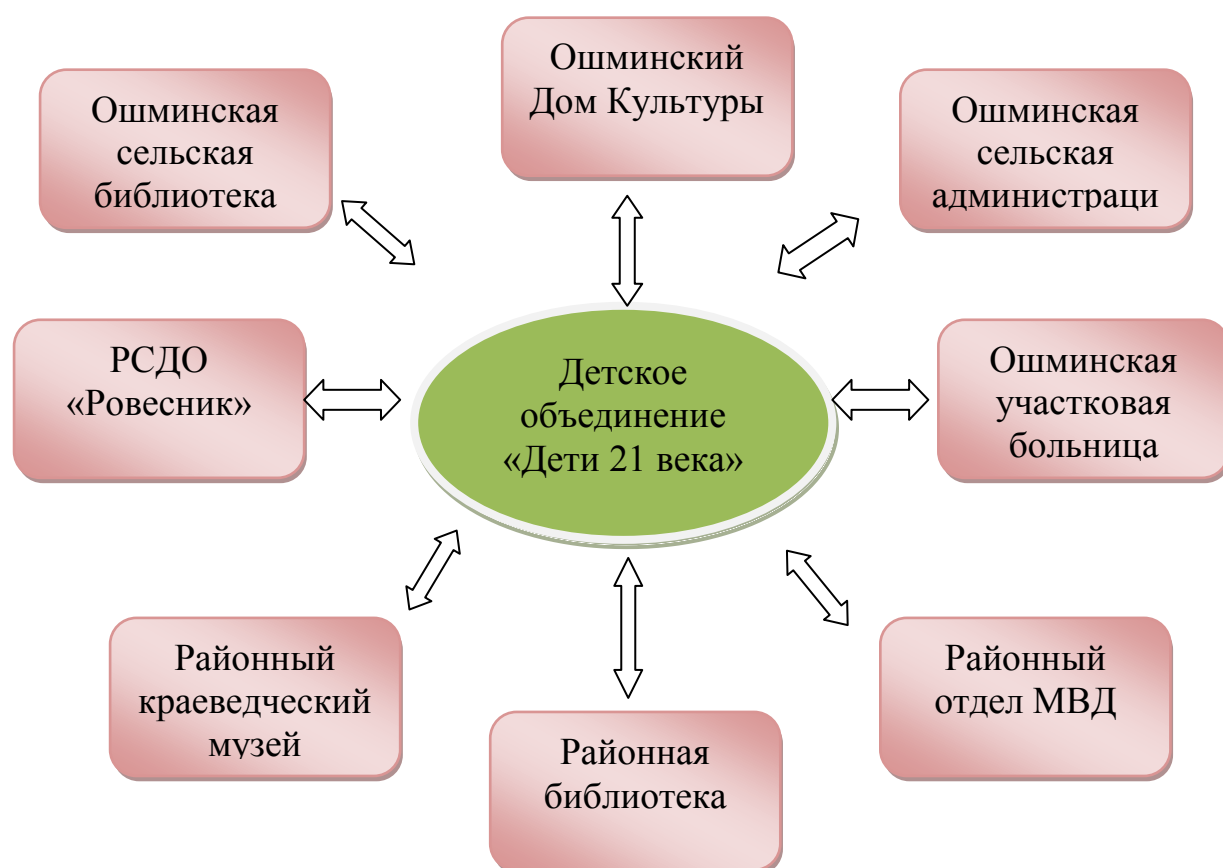 Ошминский
Дом Культуры
Ошминская
сельская
библиотека
Ошминская
сельская
администраци
РСДО
«Ровесник»
Детское
объединение
«Дети 21 века»
Ошминская
участковая
больница
Районный
краеведческий
музей
Районная
библиотека
Районный
отдел МВД